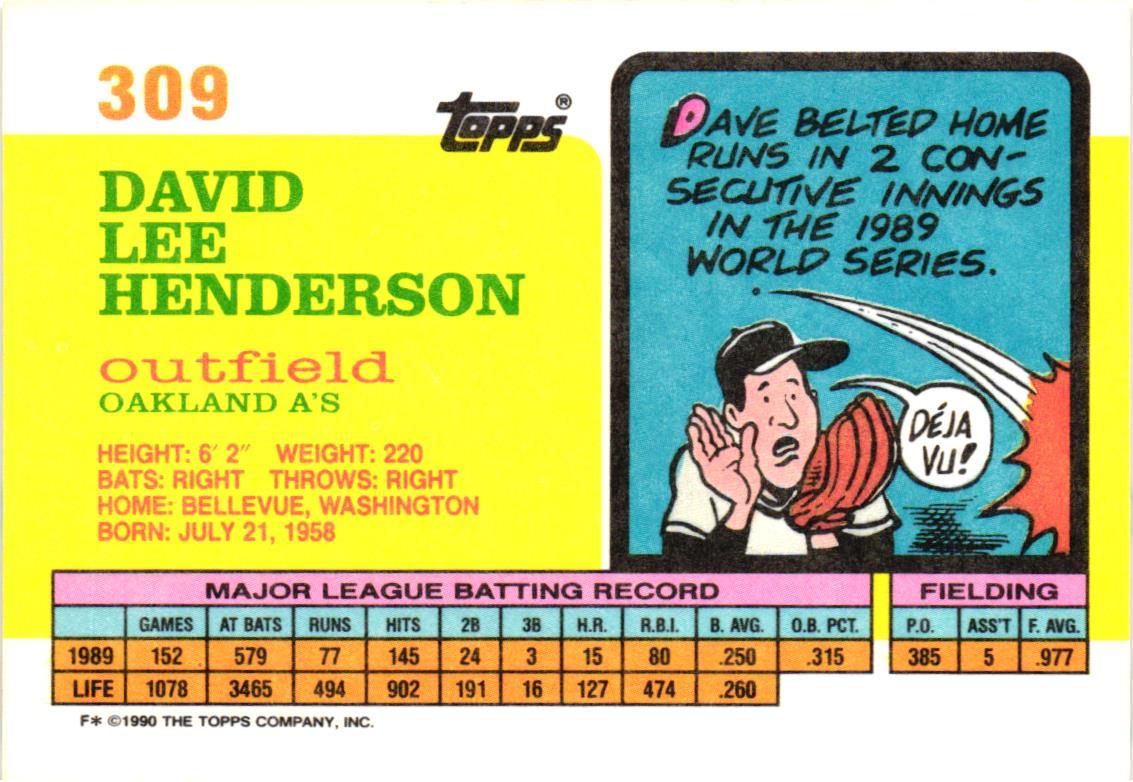 309
topps®
DAVID
LEE
HENDERSON
outfield
OAKLAND A'S
HEIGHT: 6' 2" WEIGHT: 220
BATS: RIGHT THROWS: RIGHT
HOME: BELLEVUE, WASHINGTON
BORN: JULY 21, 1958
DAVE BELTED HOME
RUNS IN 2 CON-
SECUTIVE INNINGS
IN THE 1989
WORLD SERIES.
DÉJA
VU!
MAJOR LEAGUE BATTING RECORD
GAMES AT BATS RUNS HITS 2B 3B H.R. R.B.I. B. AVG. O.B. PCT.
1989 152 579 77 145 24 3 15 80 .250 .315
LIFE 1078 3465 494 902 191 16 127 474 .260
FIELDING
P.O. ASS'T F. AVG.
385 5 .977
F* ©1990 THE TOPPS COMPANY, INC.